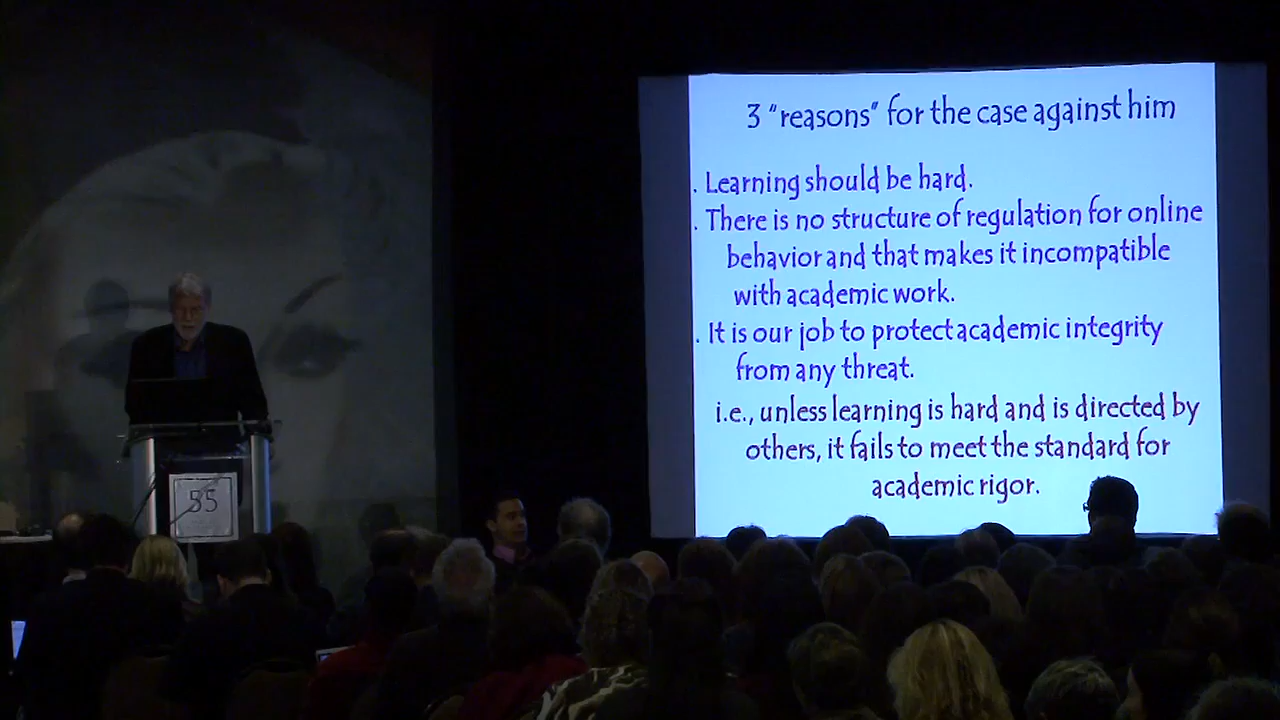 3 "reasons" for the case against him
. Learning should be hard.
. There is no structure of regulation for online
behavior and that makes it incompatible
with academic work.
. It is our job to protect academic integrity
from any threat.
i.e., unless learning is hard and is directed by
others, it fails to meet the standard for
academic rigor.
55